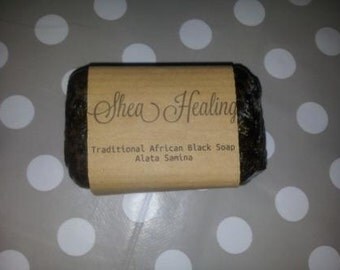 Shea Healing
Traditional African Black Soap
Alata Samina